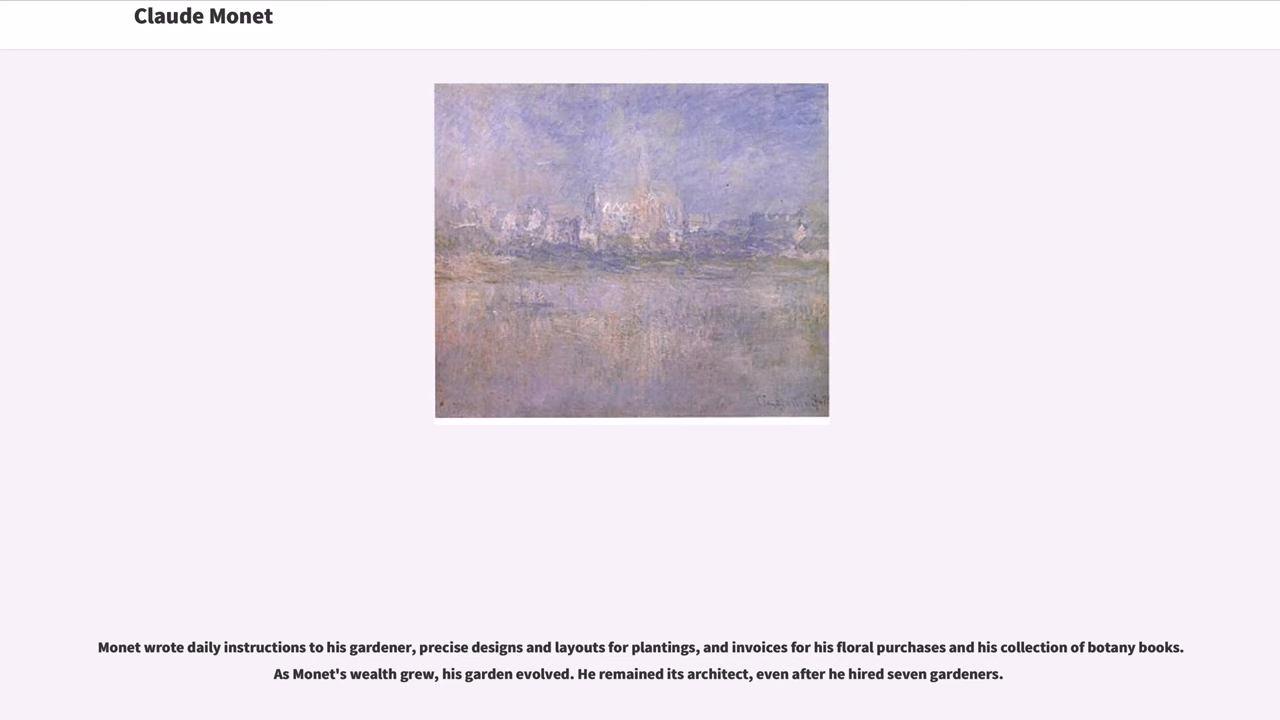 Claude Monet
Monet wrote daily instructions to his gardener, precise designs and layouts for plantings, and invoices for his floral purchases and his collection of botany books.
As Monet's wealth grew, his garden evolved. He remained its architect, even after he hired seven gardeners.